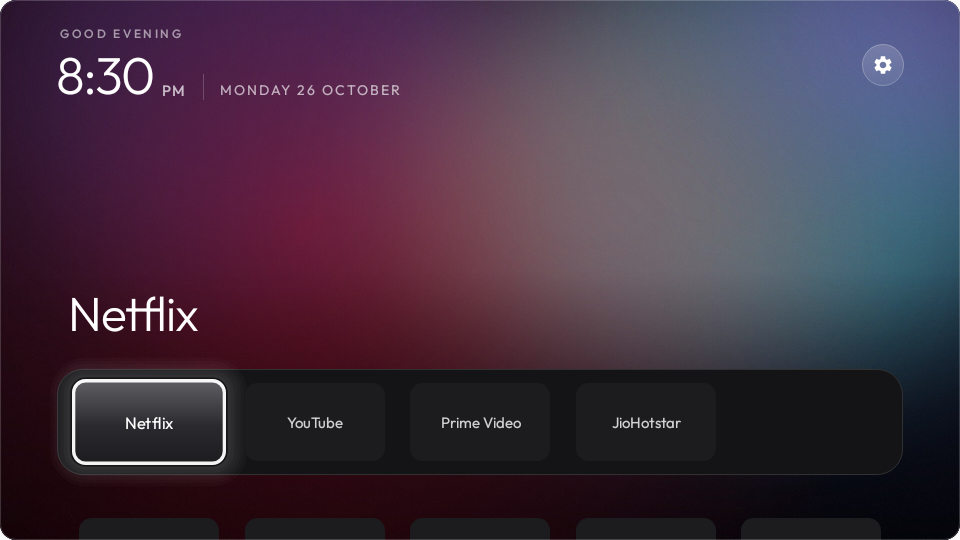 GOOD EVENING
8:30 PM
MONDAY 26 OCTOBER
Netflix
Netflix
YouTube
Prime Video
JioHotstar